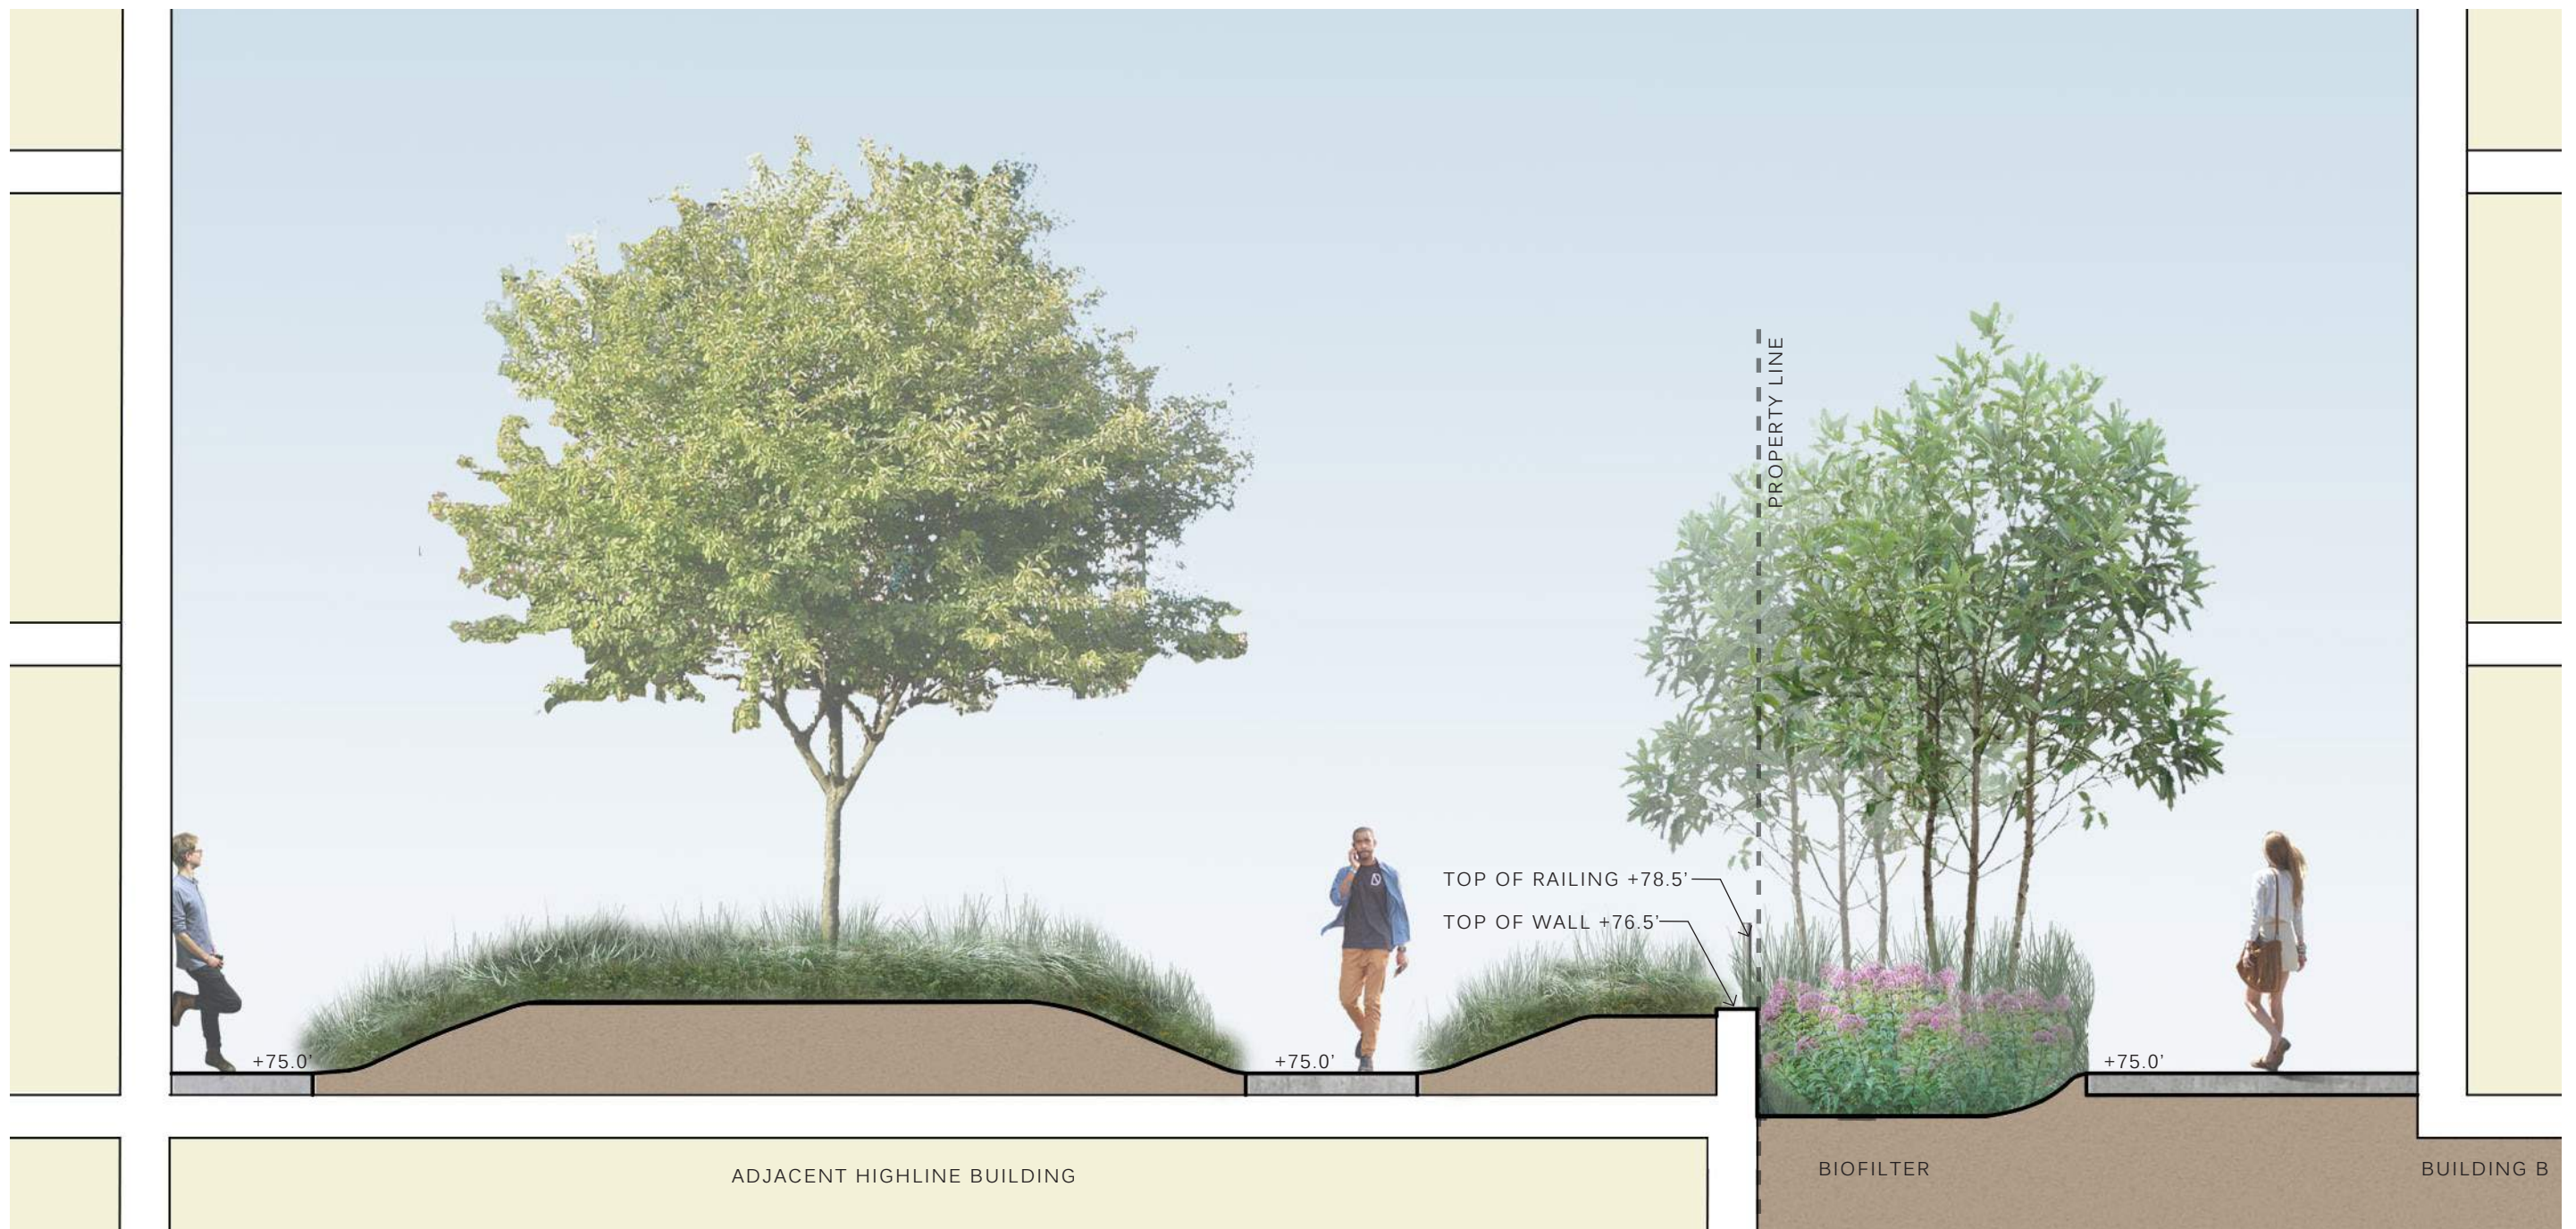 PROPERTY LINE
TOP OF RAILING +78.5'
TOP OF WALL +76.5'
+75.0'
+75.0'
+75.0'
ADJACENT HIGHLINE BUILDING
BIOFILTER
BUILDING B